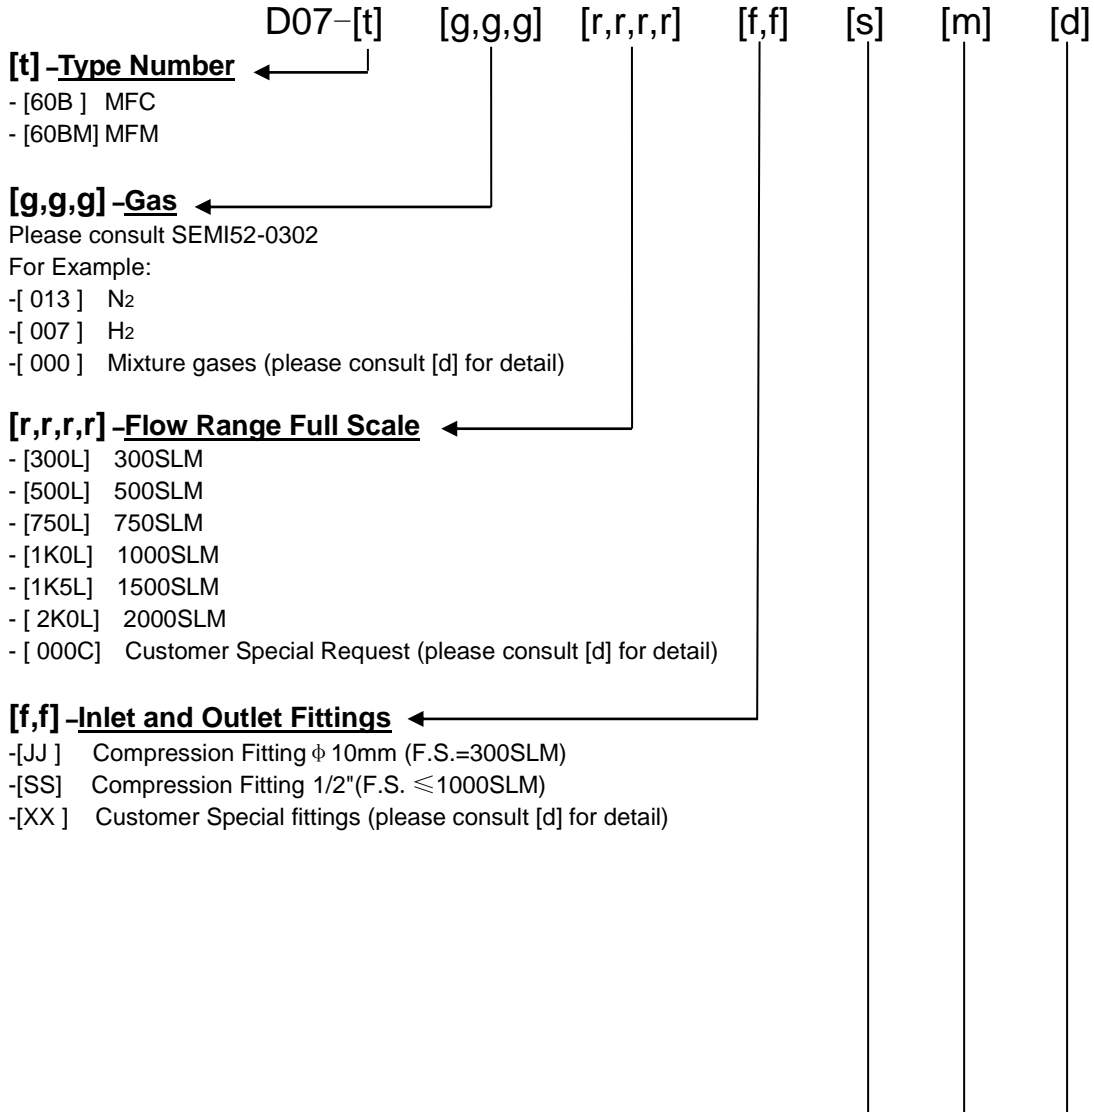 D07-[t] [g,g,g] [r,r,r,r] [f,f] [s] [m] [d]
[t] –Type Number
- [60B ] MFC
- [60BM] MFM
[g,g,g] –Gas
Please consult SEMI52-0302
For Example:
-[ 013 ] N2
-[ 007 ] H2
-[ 000 ] Mixture gases (please consult [d] for detail)
[r,r,r,r] –Flow Range Full Scale
- [300L] 300SLM
- [500L] 500SLM
- [750L] 750SLM
- [1K0L] 1000SLM
- [1K5L] 1500SLM
- [ 2K0L] 2000SLM
- [ 000C] Customer Special Request (please consult [d] for detail)
[f,f] –Inlet and Outlet Fittings
-[JJ ] Compression Fitting φ 10mm (F.S.=300SLM)
-[SS] Compression Fitting 1/2"(F.S. ≤1000SLM)
-[XX ] Customer Special fittings (please consult [d] for detail)